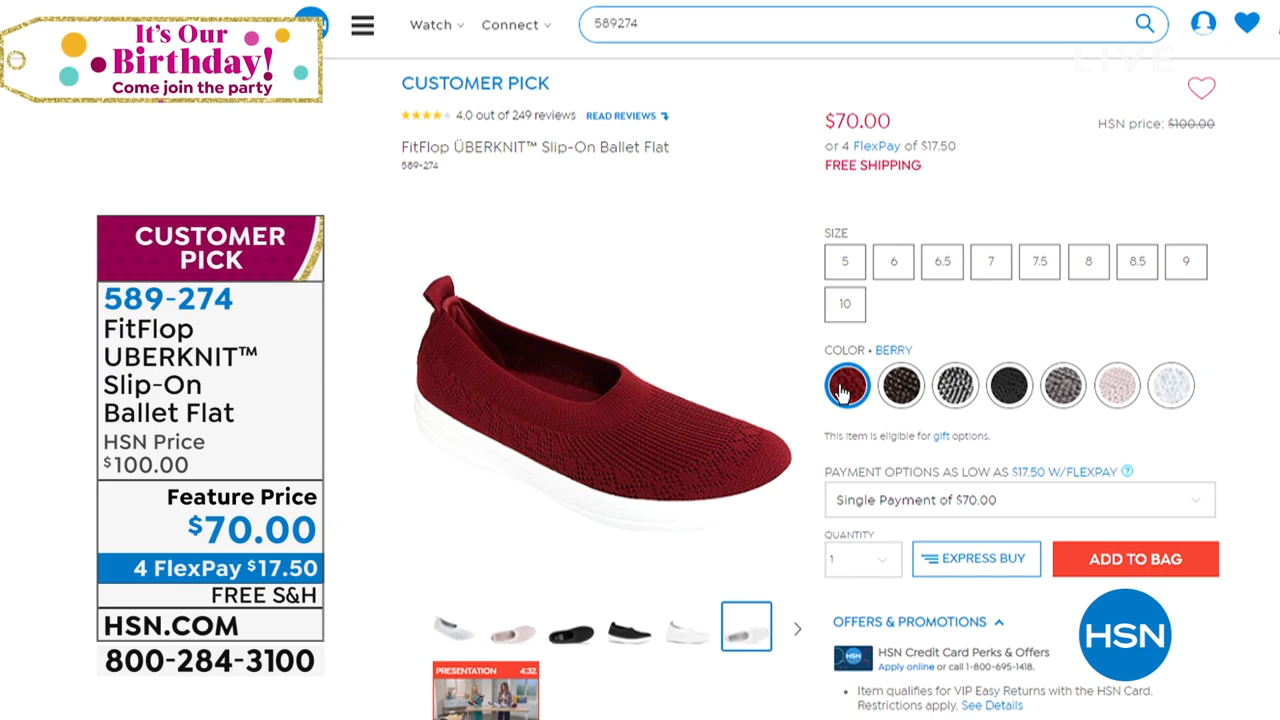 It's Our
Birthday!
Come join the party
Watch
Connect
589274
LIVE
CUSTOMER PICK
4.0 out of 249 reviews READ REVIEWS
FitFlop ÜBERKNIT™ Slip-On Ballet Flat
589-274
$70.00
HSN price: $100.00
or 4 FlexPay of $17.50
FREE SHIPPING
CUSTOMER
PICK
589-274
FitFlop
UBERKNIT™
Slip-On
Ballet Flat
HSN Price
$100.00
Feature Price
$70.00
4 FlexPay $17.50
FREE S&H
HSN.COM
800-284-3100
SIZE
5 6 6.5 7 7.5 8 8.5 9
10
COLOR • BERRY
This item is eligible for gift options.
PAYMENT OPTIONS AS LOW AS $17.50 W/FLEXPAY ?
Single Payment of $70.00
QUANTITY
1
EXPRESS BUY
ADD TO BAG
OFFERS & PROMOTIONS
HSN
HSN Credit Card Perks & Offers
Apply online or call 1-800-695-1418.
• Item qualifies for VIP Easy Returns with the HSN Card.
Restrictions apply. See Details
HSN
PRESENTATION 4:32